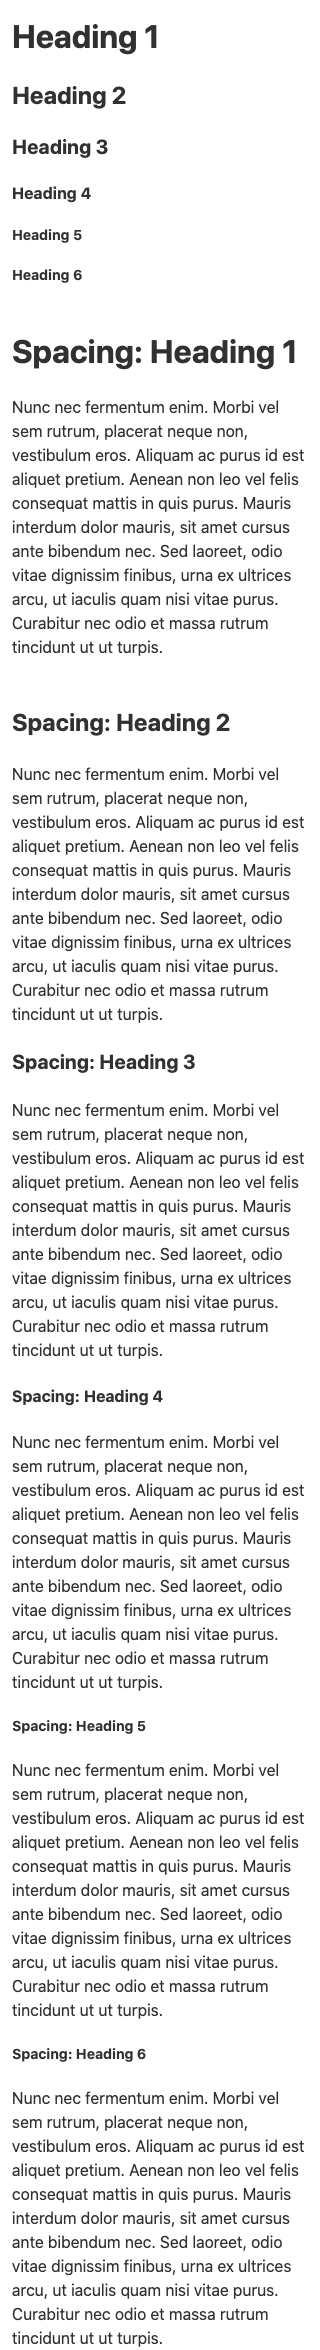 Heading 1
Heading 2
Heading 3
Heading 4
Heading 5
Heading 6
Spacing: Heading 1
Nunc nec fermentum enim. Morbi vel
sem rutrum, placerat neque non,
vestibulum eros. Aliquam ac purus id est
aliquet pretium. Aenean non leo vel felis
consequat mattis in quis purus. Mauris
interdum dolor mauris, sit amet cursus
ante bibendum nec. Sed laoreet, odio
vitae dignissim finibus, urna ex ultrices
arcu, ut iaculis quam nisi vitae purus.
Curabitur nec odio et massa rutrum
tincidunt ut ut turpis.
Spacing: Heading 2
Nunc nec fermentum enim. Morbi vel
sem rutrum, placerat neque non,
vestibulum eros. Aliquam ac purus id est
aliquet pretium. Aenean non leo vel felis
consequat mattis in quis purus. Mauris
interdum dolor mauris, sit amet cursus
ante bibendum nec. Sed laoreet, odio
vitae dignissim finibus, urna ex ultrices
arcu, ut iaculis quam nisi vitae purus.
Curabitur nec odio et massa rutrum
tincidunt ut ut turpis.
Spacing: Heading 3
Nunc nec fermentum enim. Morbi vel
sem rutrum, placerat neque non,
vestibulum eros. Aliquam ac purus id est
aliquet pretium. Aenean non leo vel felis
consequat mattis in quis purus. Mauris
interdum dolor mauris, sit amet cursus
ante bibendum nec. Sed laoreet, odio
vitae dignissim finibus, urna ex ultrices
arcu, ut iaculis quam nisi vitae purus.
Curabitur nec odio et massa rutrum
tincidunt ut ut turpis.
Spacing: Heading 4
Nunc nec fermentum enim. Morbi vel
sem rutrum, placerat neque non,
vestibulum eros. Aliquam ac purus id est
aliquet pretium. Aenean non leo vel felis
consequat mattis in quis purus. Mauris
interdum dolor mauris, sit amet cursus
ante bibendum nec. Sed laoreet, odio
vitae dignissim finibus, urna ex ultrices
arcu, ut iaculis quam nisi vitae purus.
Curabitur nec odio et massa rutrum
tincidunt ut ut turpis.
Spacing: Heading 5
Nunc nec fermentum enim. Morbi vel
sem rutrum, placerat neque non,
vestibulum eros. Aliquam ac purus id est
aliquet pretium. Aenean non leo vel felis
consequat mattis in quis purus. Mauris
interdum dolor mauris, sit amet cursus
ante bibendum nec. Sed laoreet, odio
vitae dignissim finibus, urna ex ultrices
arcu, ut iaculis quam nisi vitae purus.
Curabitur nec odio et massa rutrum
tincidunt ut ut turpis.
Spacing: Heading 6
Nunc nec fermentum enim. Morbi vel
sem rutrum, placerat neque non,
vestibulum eros. Aliquam ac purus id est
aliquet pretium. Aenean non leo vel felis
consequat mattis in quis purus. Mauris
interdum dolor mauris, sit amet cursus
ante bibendum nec. Sed laoreet, odio
vitae dignissim finibus, urna ex ultrices
arcu, ut iaculis quam nisi vitae purus.
Curabitur nec odio et massa rutrum
tincidunt ut ut turpis.